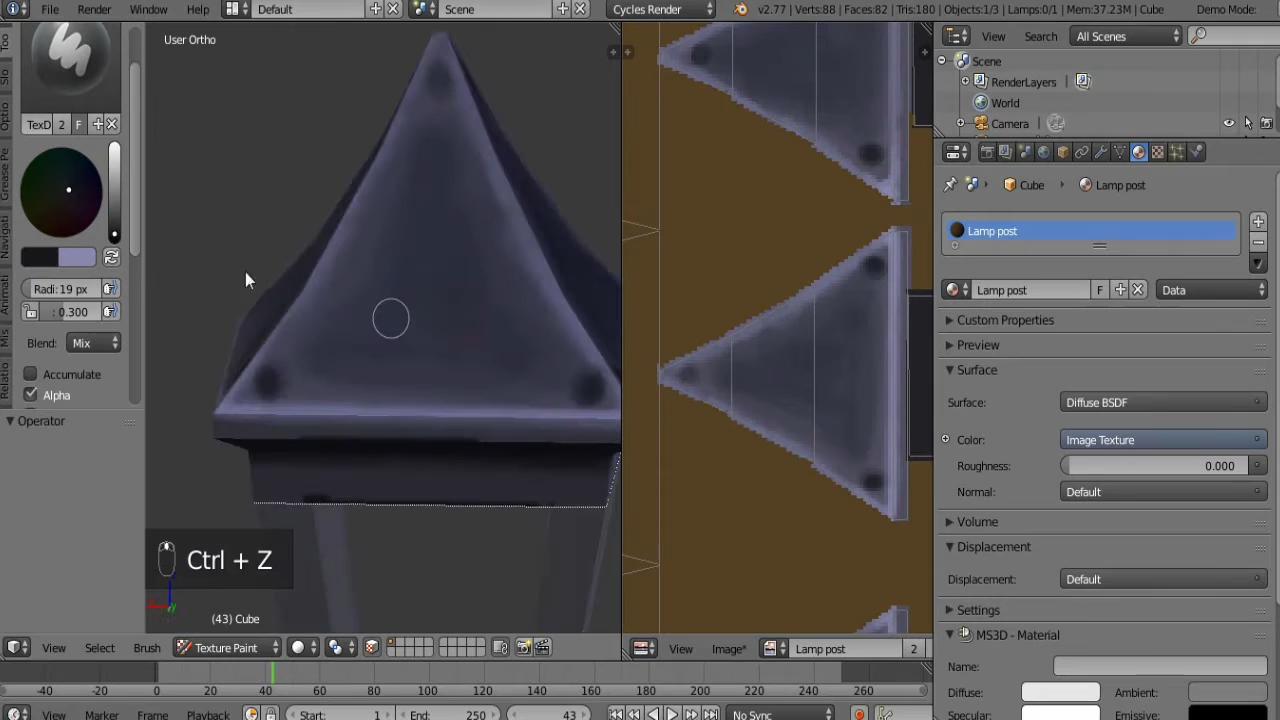 File Render Window Help Default Scene Cycles Render v2.77 | Verts:88 | Faces:82 | Tris:180 | Objects:1/3 | Lamps:0/1 | Mem:37.23M | Cube Demo Mode:
User Ortho
View Search All Scenes
Scene
RenderLayers |
World
Camera |
TexD 2 F
Cube Lamp post
Lamp post
Radi: 19 px
: 0.300
Lamp post F Data
Blend: Mix
Custom Properties
Preview
Accumulate
Surface
Alpha
Surface: Diffuse BSDF
Operator
Color: Image Texture
Roughness: 0.000
Normal: Default
Volume
Displacement
Ctrl + Z
Displacement: Default
(43) Cube
Settings
MS3D - Material
View Select Brush Texture Paint View Image* Lamp post 2
Name:
-40 -20 0 20 40 60 80 100 120 140 160 180 200 220 240 260
Diffuse: Ambient:
View Marker Frame Playback Start: 1 End: 250 43 No Sync
Specular: Emissive: